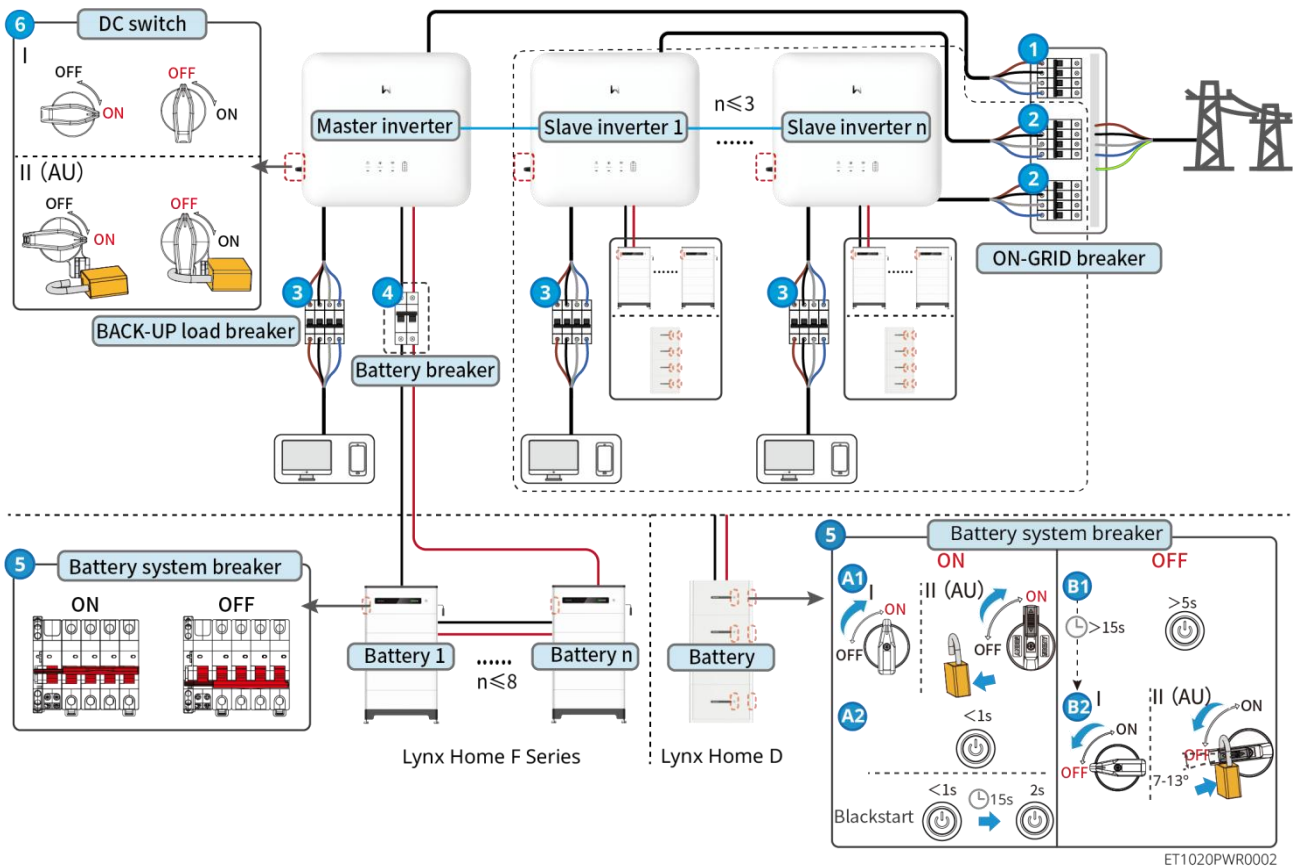 6
DC switch
I
OFF
ON
OFF
ON
II (AU)
OFF
ON
OFF
ON
Master inverter
Slave inverter 1
n≤3
......
Slave inverter n
1
2
2
ON-GRID breaker
3
BACK-UP load breaker
4
Battery breaker
3
......
3
......
5
Battery system breaker
ON
OFF
Battery 1
......
n≤8
Battery n
Lynx Home F Series
Battery
Lynx Home D
5
Battery system breaker
ON
OFF
A1
I
ON
OFF
II (AU)
ON
OFF
A2
<1s
Blackstart
<1s
15s
2s
B1
>15s
>5s
B2
I
ON
OFF
II (AU)
ON
OFF
7-13°
ET1020PWR0002